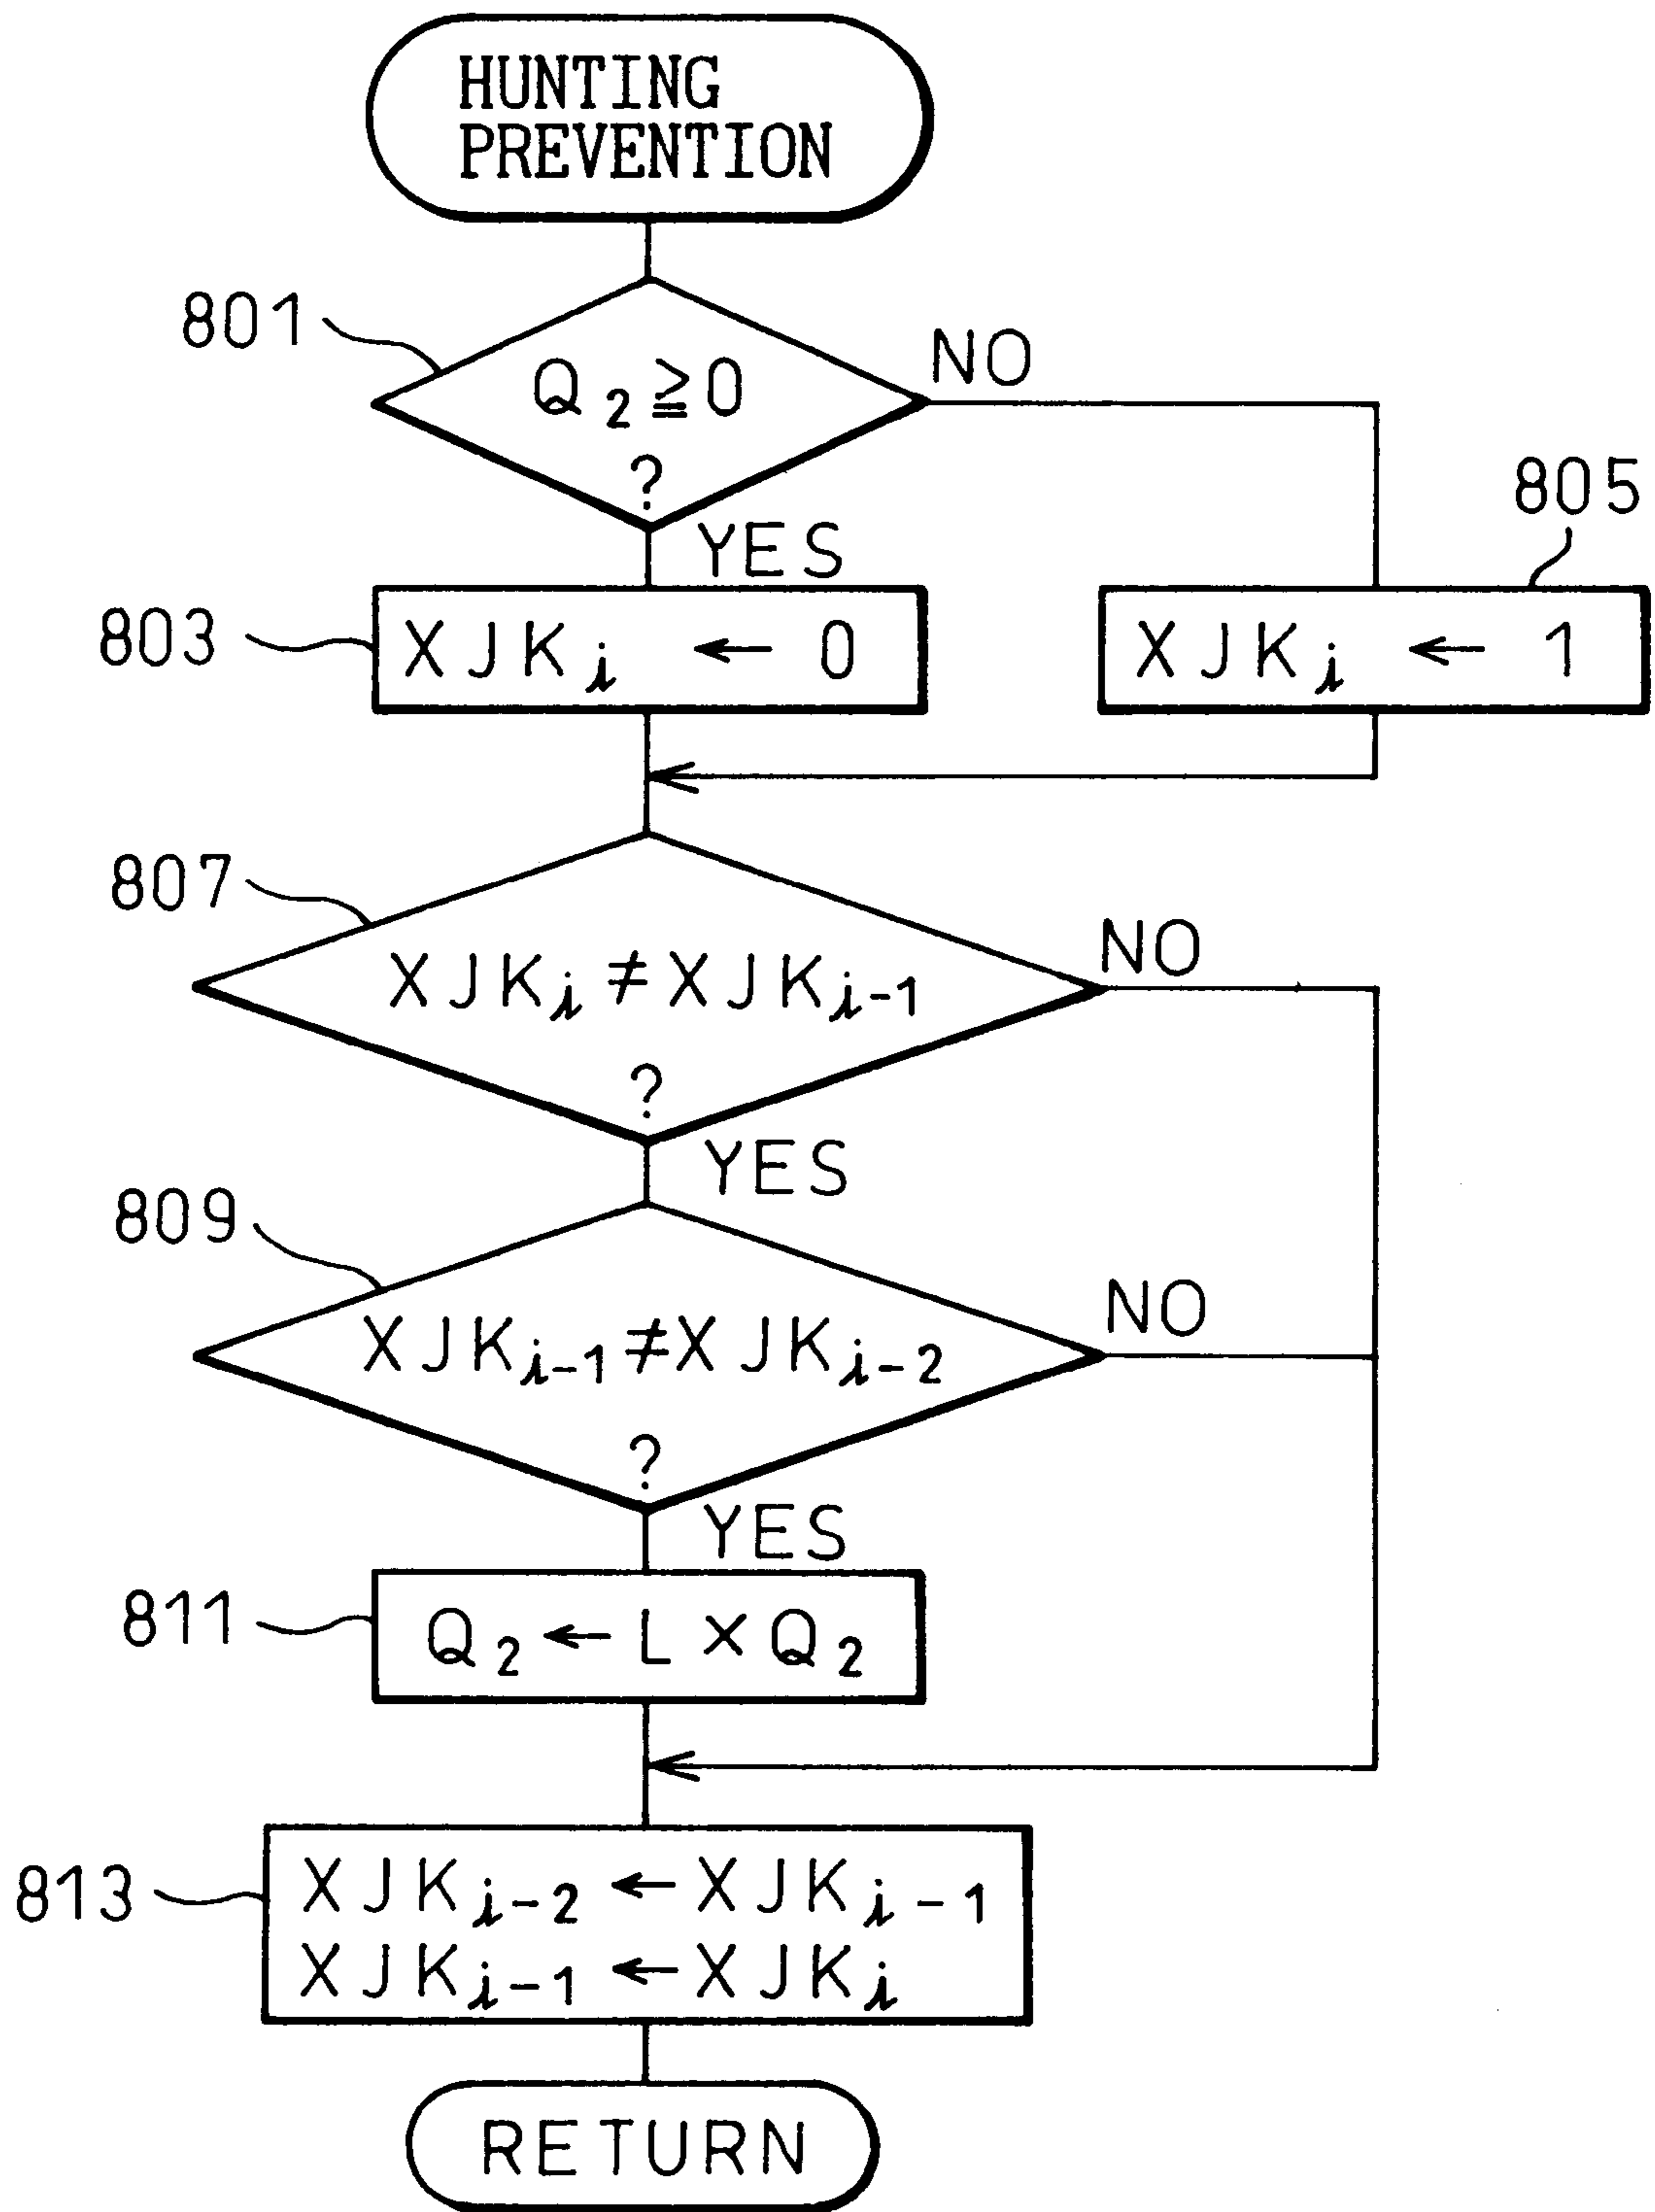 HUNTING
PREVENTION
801
Q₂ ≧ 0
?
NO
YES
805
803
XJKᵢ ← 0
XJKᵢ ← 1
807
XJKᵢ ≠ XJKᵢ₋₁
?
NO
YES
809
XJKᵢ₋₁ ≠ XJKᵢ₋₂
?
NO
YES
811
Q₂ ← L × Q₂
813
XJKᵢ₋₂ ← XJKᵢ₋₁
XJKᵢ₋₁ ← XJKᵢ
RETURN